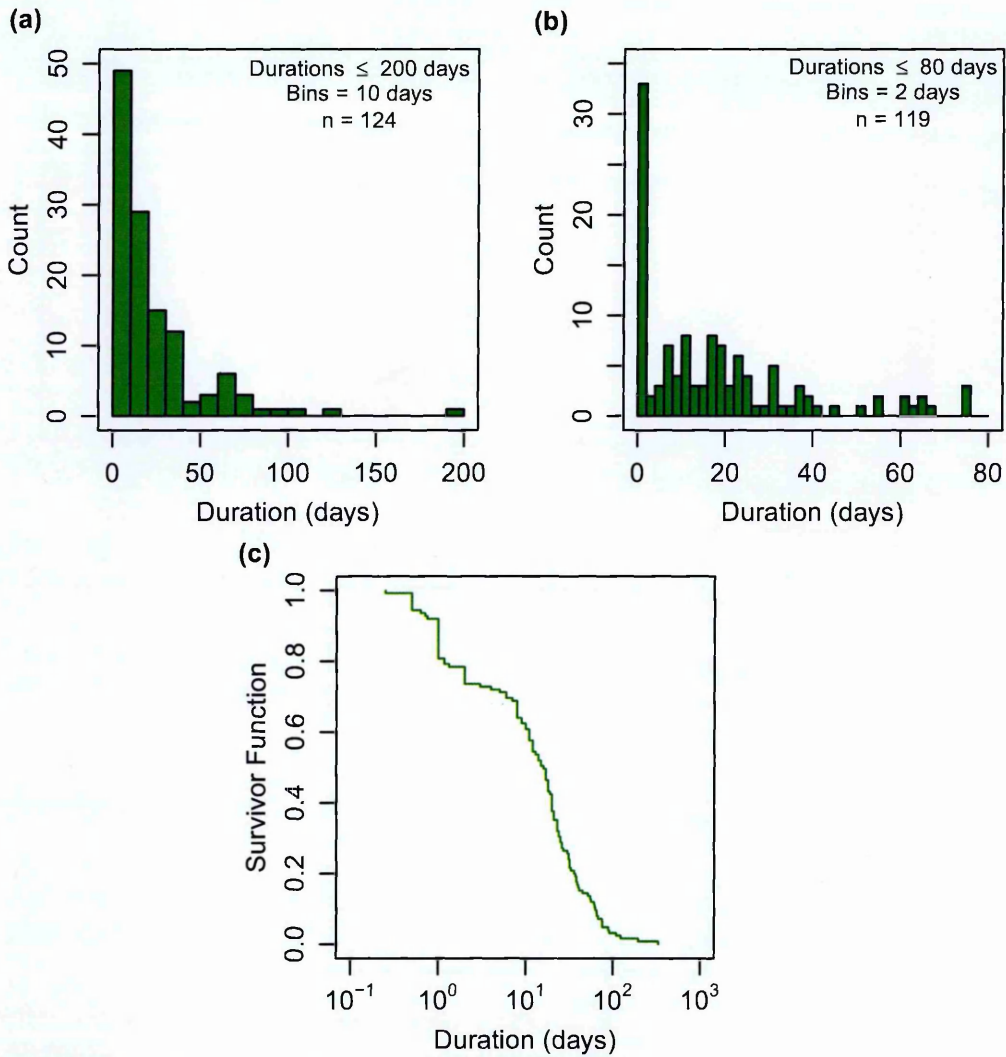 (a)
Durations ≤ 200 days
Bins = 10 days
n = 124
Count
0 10 20 30 40 50
0 50 100 150 200
Duration (days)
(b)
Durations ≤ 80 days
Bins = 2 days
n = 119
Count
0 10 20 30
0 20 40 60 80
Duration (days)
(c)
Survivor Function
0.0 0.2 0.4 0.6 0.8 1.0
10⁻¹ 10⁰ 10¹ 10² 10³
Duration (days)